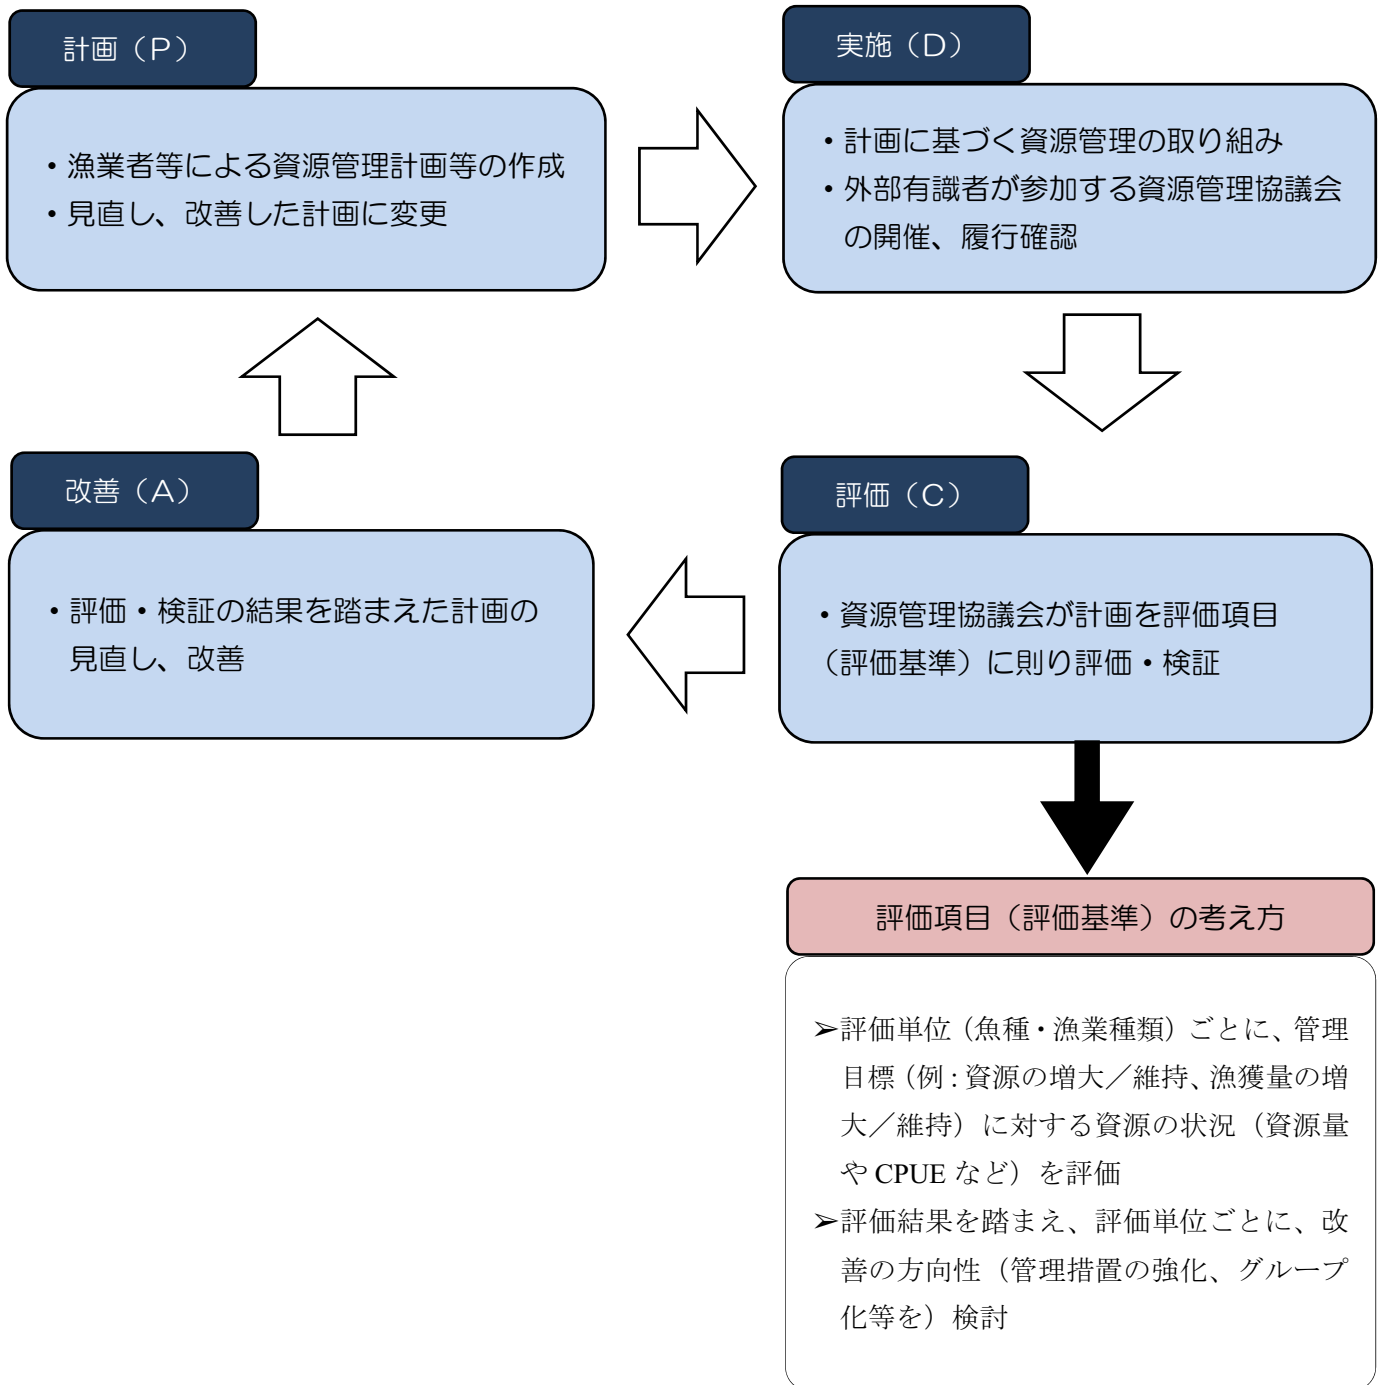 計画（P）
・漁業者等による資源管理計画等の作成
・見直し、改善した計画に変更
実施（D）
・計画に基づく資源管理の取り組み
・外部有識者が参加する資源管理協議会
の開催、履行確認
改善（A）
・評価・検証の結果を踏まえた計画の
見直し、改善
評価（C）
・資源管理協議会が計画を評価項目
（評価基準）に則り評価・検証
評価項目（評価基準）の考え方
➢評価単位（魚種・漁業種類）ごとに、管理
目標（例：資源の増大／維持、漁獲量の増
大／維持）に対する資源の状況（資源量
や CPUE など）を評価
➢評価結果を踏まえ、評価単位ごとに、改
善の方向性（管理措置の強化、グループ
化等を）検討